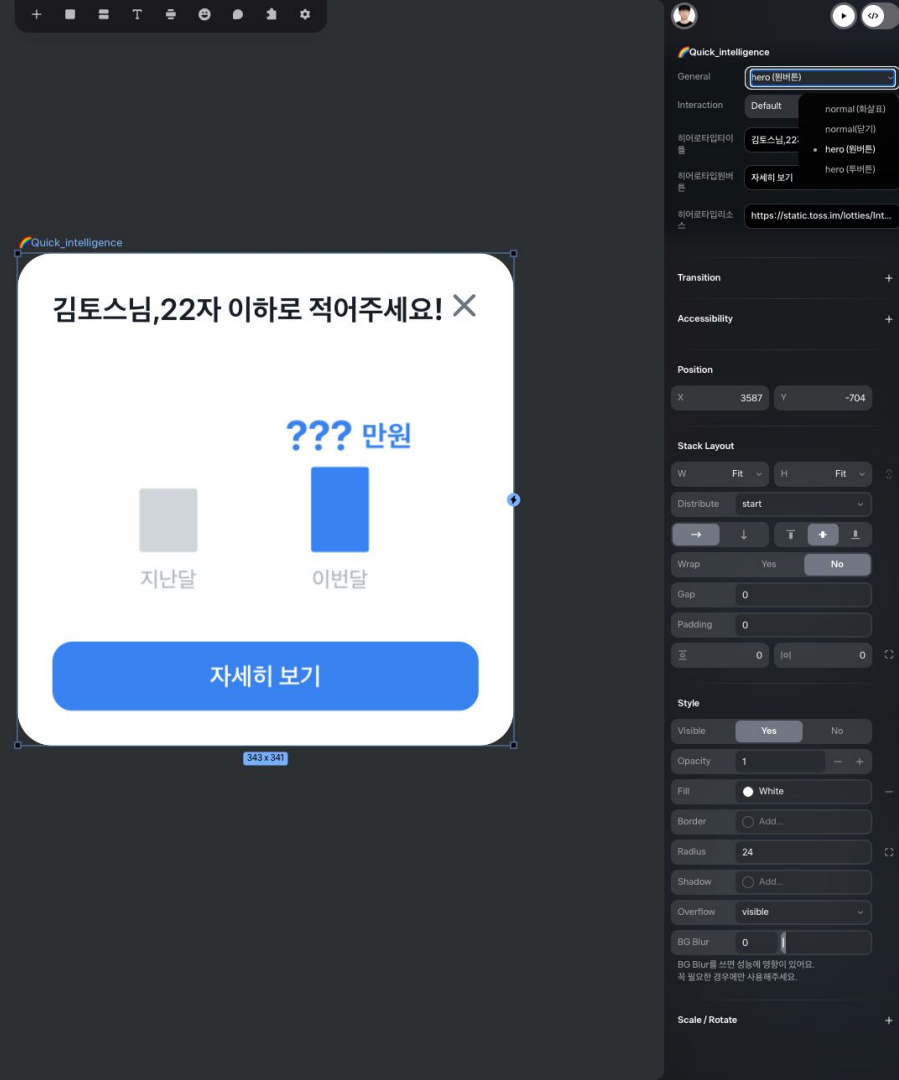 Quick_intelligence
General
hero (원버튼)
normal (화살표)
normal(닫기)
hero (원버튼)
hero (투버튼)
Interaction
Default
히어로타입타이
틀
김토스님,22
히어로타입원버
튼
자세히 보기
히어로타입리소
스
https://static.toss.im/lotties/Int...
Quick_intelligence
김토스님,22자 이하로 적어주세요!
??? 만원
지난달
이번달
자세히 보기
343 x 341
Transition
Accessibility
Position
X 3587
Y -704
Stack Layout
W Fit
H Fit
Distribute start
Wrap Yes No
Gap 0
Padding 0
0
0
Style
Visible Yes No
Opacity 1
Fill White
Border Add...
Radius 24
Shadow Add...
Overflow visible
BG Blur 0
BG Blur를 쓰면 성능에 영향이 있어요.
꼭 필요한 경우에만 사용해주세요.
Scale / Rotate